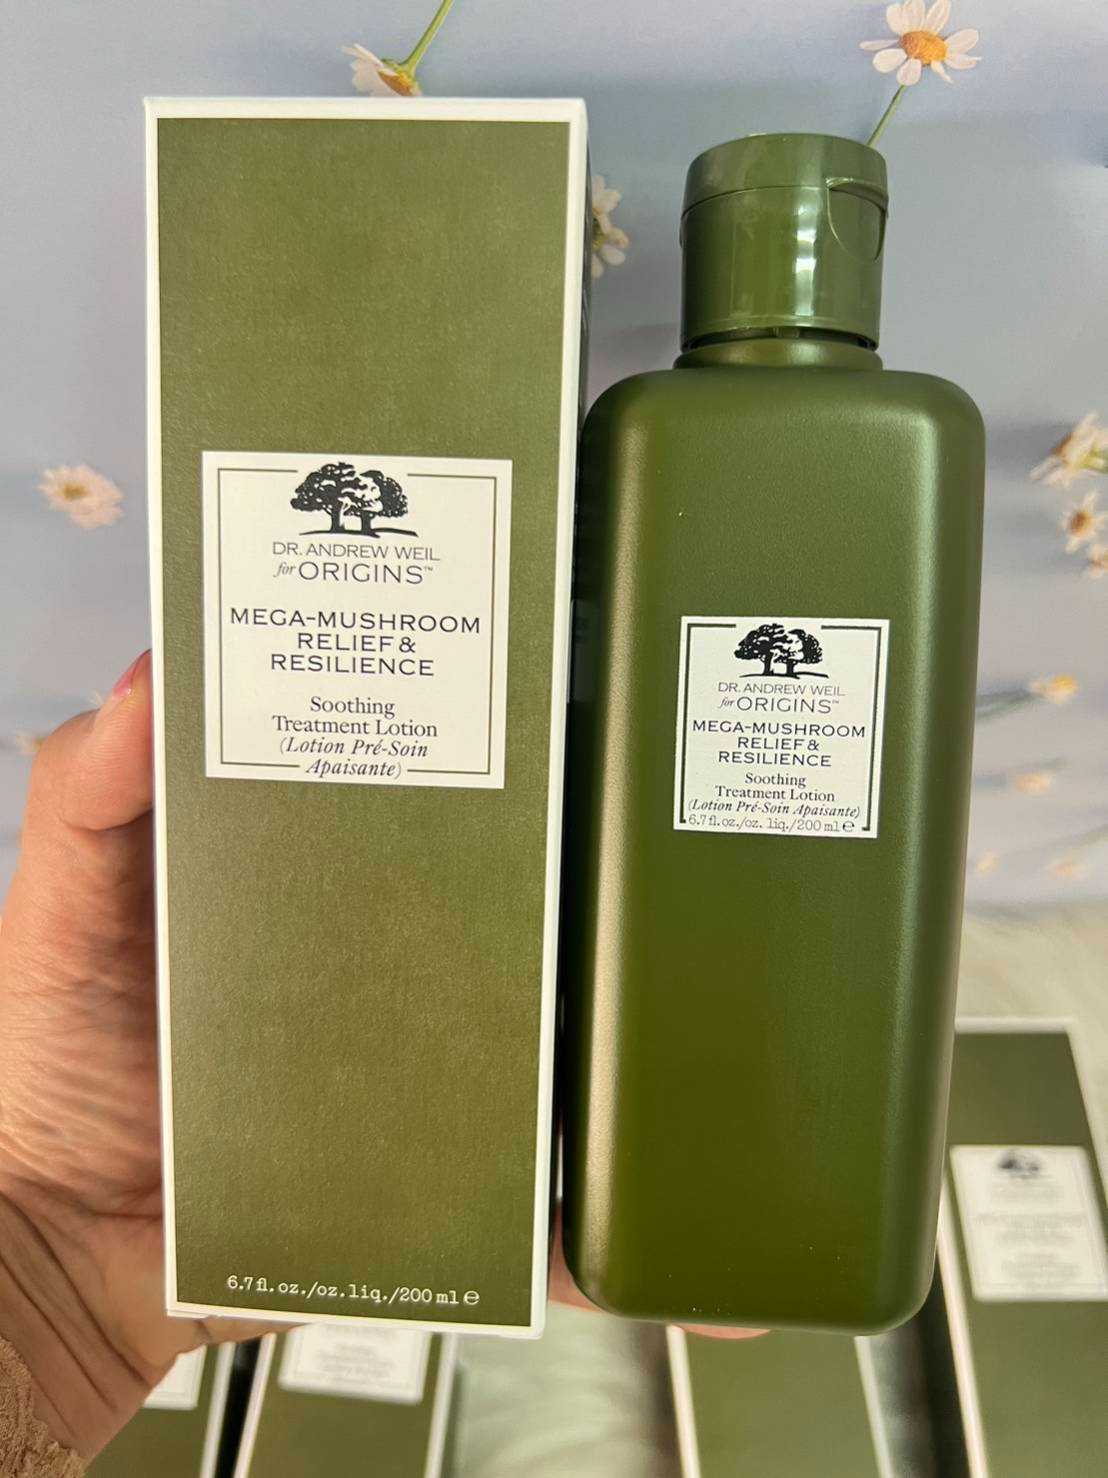 DR. ANDREW WEIL
for ORIGINS™
MEGA-MUSHROOM
RELIEF &
RESILIENCE
Soothing
Treatment Lotion
(Lotion Pré-Soin
Apaisante)
6.7 fl. oz./oz. liq./200 ml ℮
DR. ANDREW WEIL
for ORIGINS™
MEGA-MUSHROOM
RELIEF &
RESILIENCE
Soothing
Treatment Lotion
(Lotion Pré-Soin Apaisante)
6.7 fl. oz./oz. liq./200 ml ℮